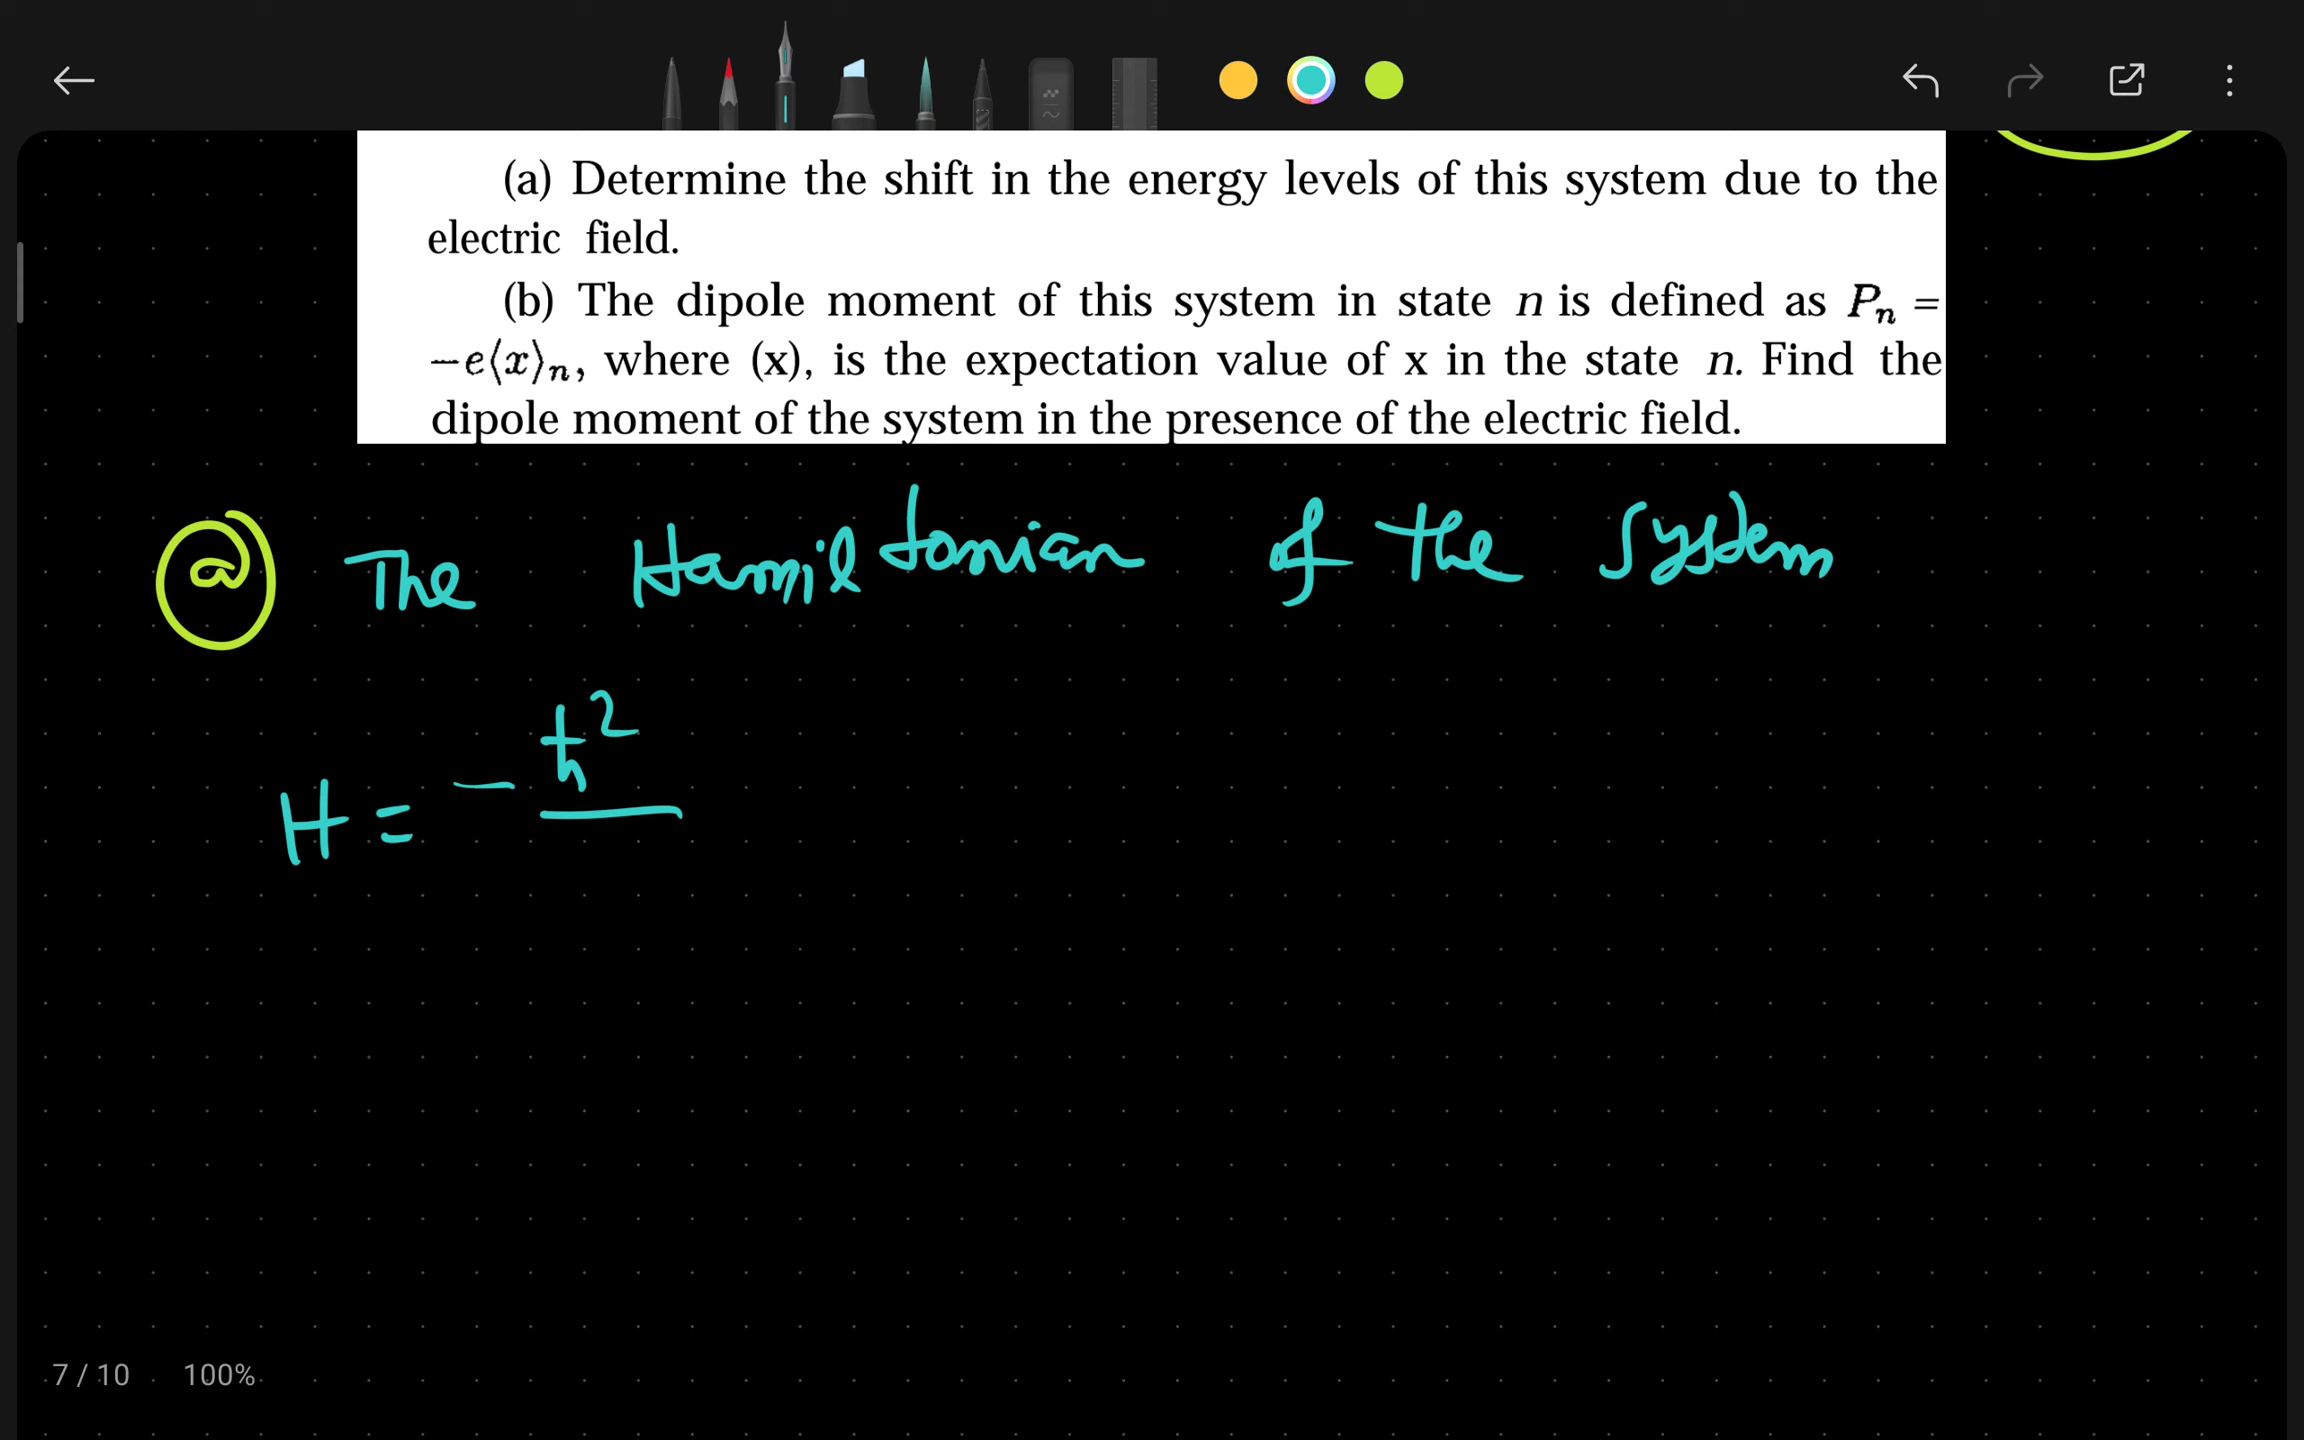 (a) Determine the shift in the energy levels of this system due to the
electric field.
(b) The dipole moment of this system in state n is defined as Pₙ =
—e⟨x⟩ₙ, where (x), is the expectation value of x in the state n. Find the
dipole moment of the system in the presence of the electric field.
ⓐ The Hamiltonian of the System
H = - ħ²
7 / 10 100%